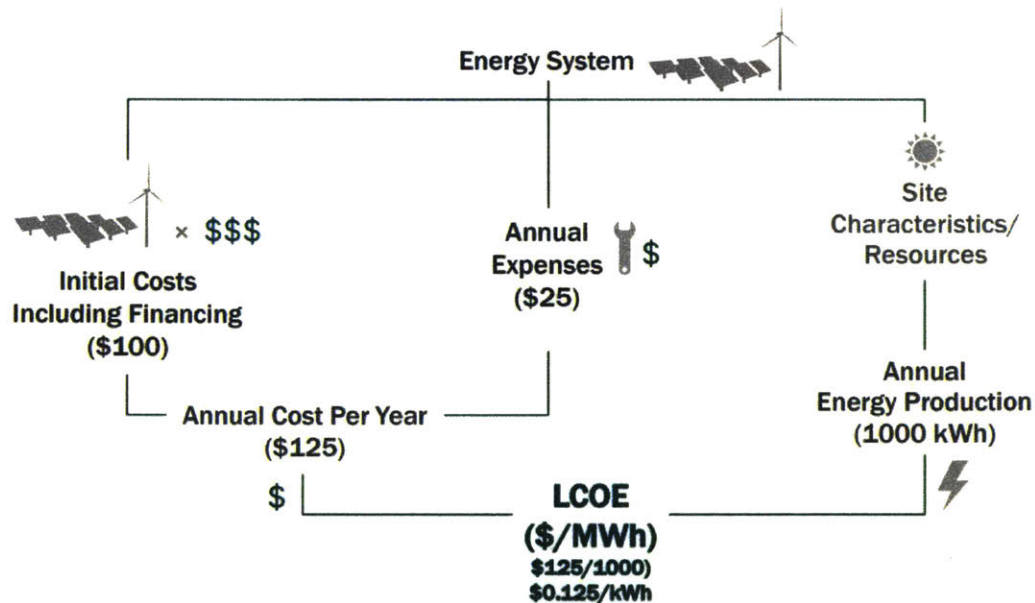 Energy System
× $$$
Initial Costs
Including Financing
($100)
Annual
Expenses
$
($25)
Site
Characteristics/
Resources
Annual Cost Per Year
($125)
Annual
Energy Production
(1000 kWh)
$
LCOE
($/MWh)
$125/1000)
$0.125/kWh